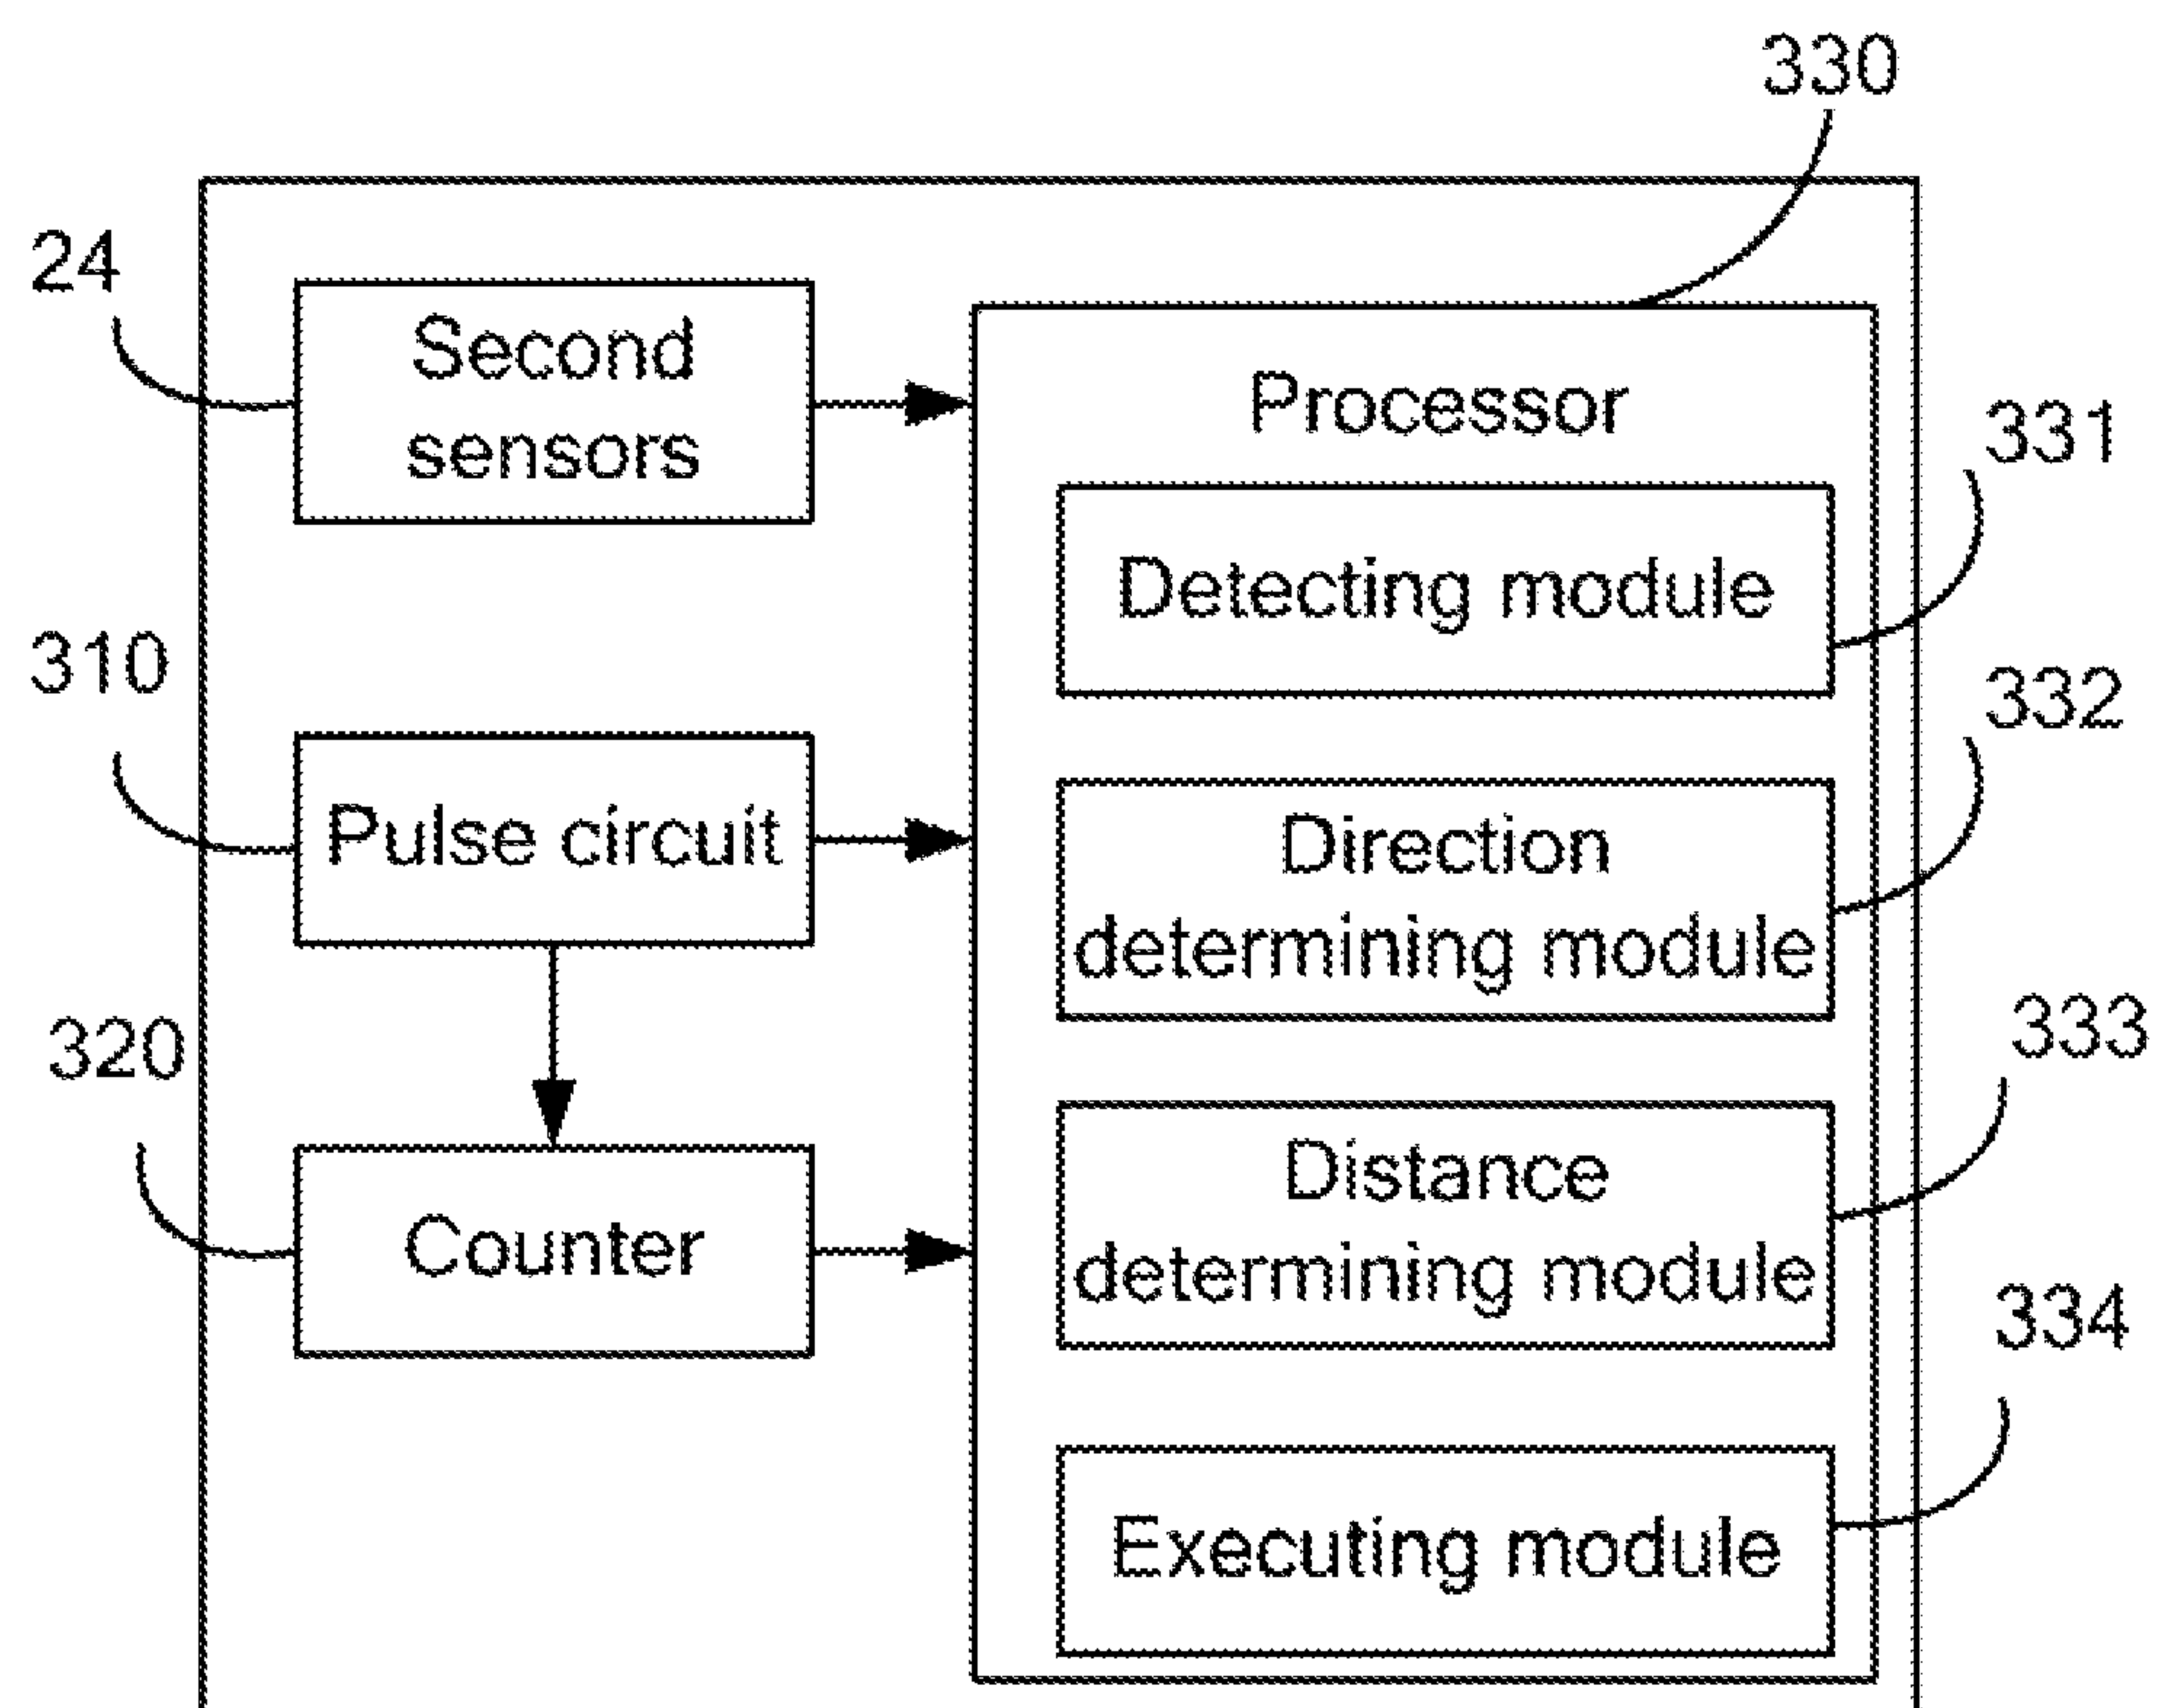 330
24
Second
sensors
Processor
331
Detecting module
310
332
Pulse circuit
Direction
determining module
320
333
Counter
Distance
determining module
334
Executing module